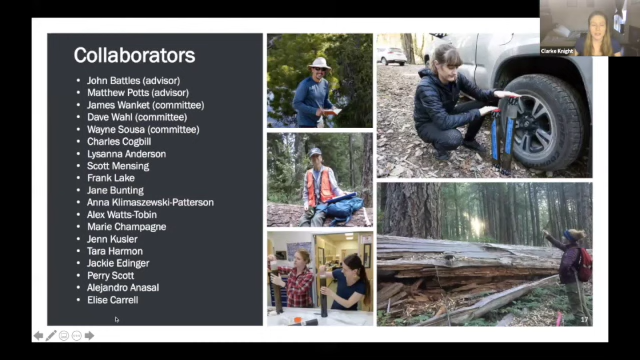 Collaborators
• John Battles (advisor)
• Matthew Potts (advisor)
• James Wanket (committee)
• Dave Wahl (committee)
• Wayne Sousa (committee)
• Charles Cogbill
• Lysanna Anderson
• Scott Mensing
• Frank Lake
• Jane Bunting
• Anna Klimaszewski-Patterson
• Alex Watts-Tobin
• Marie Champagne
• Jenn Kusler
• Tara Harmon
• Jackie Edinger
• Perry Scott
• Alejandro Anasal
• Elise Carrell
Clarke Knight
17